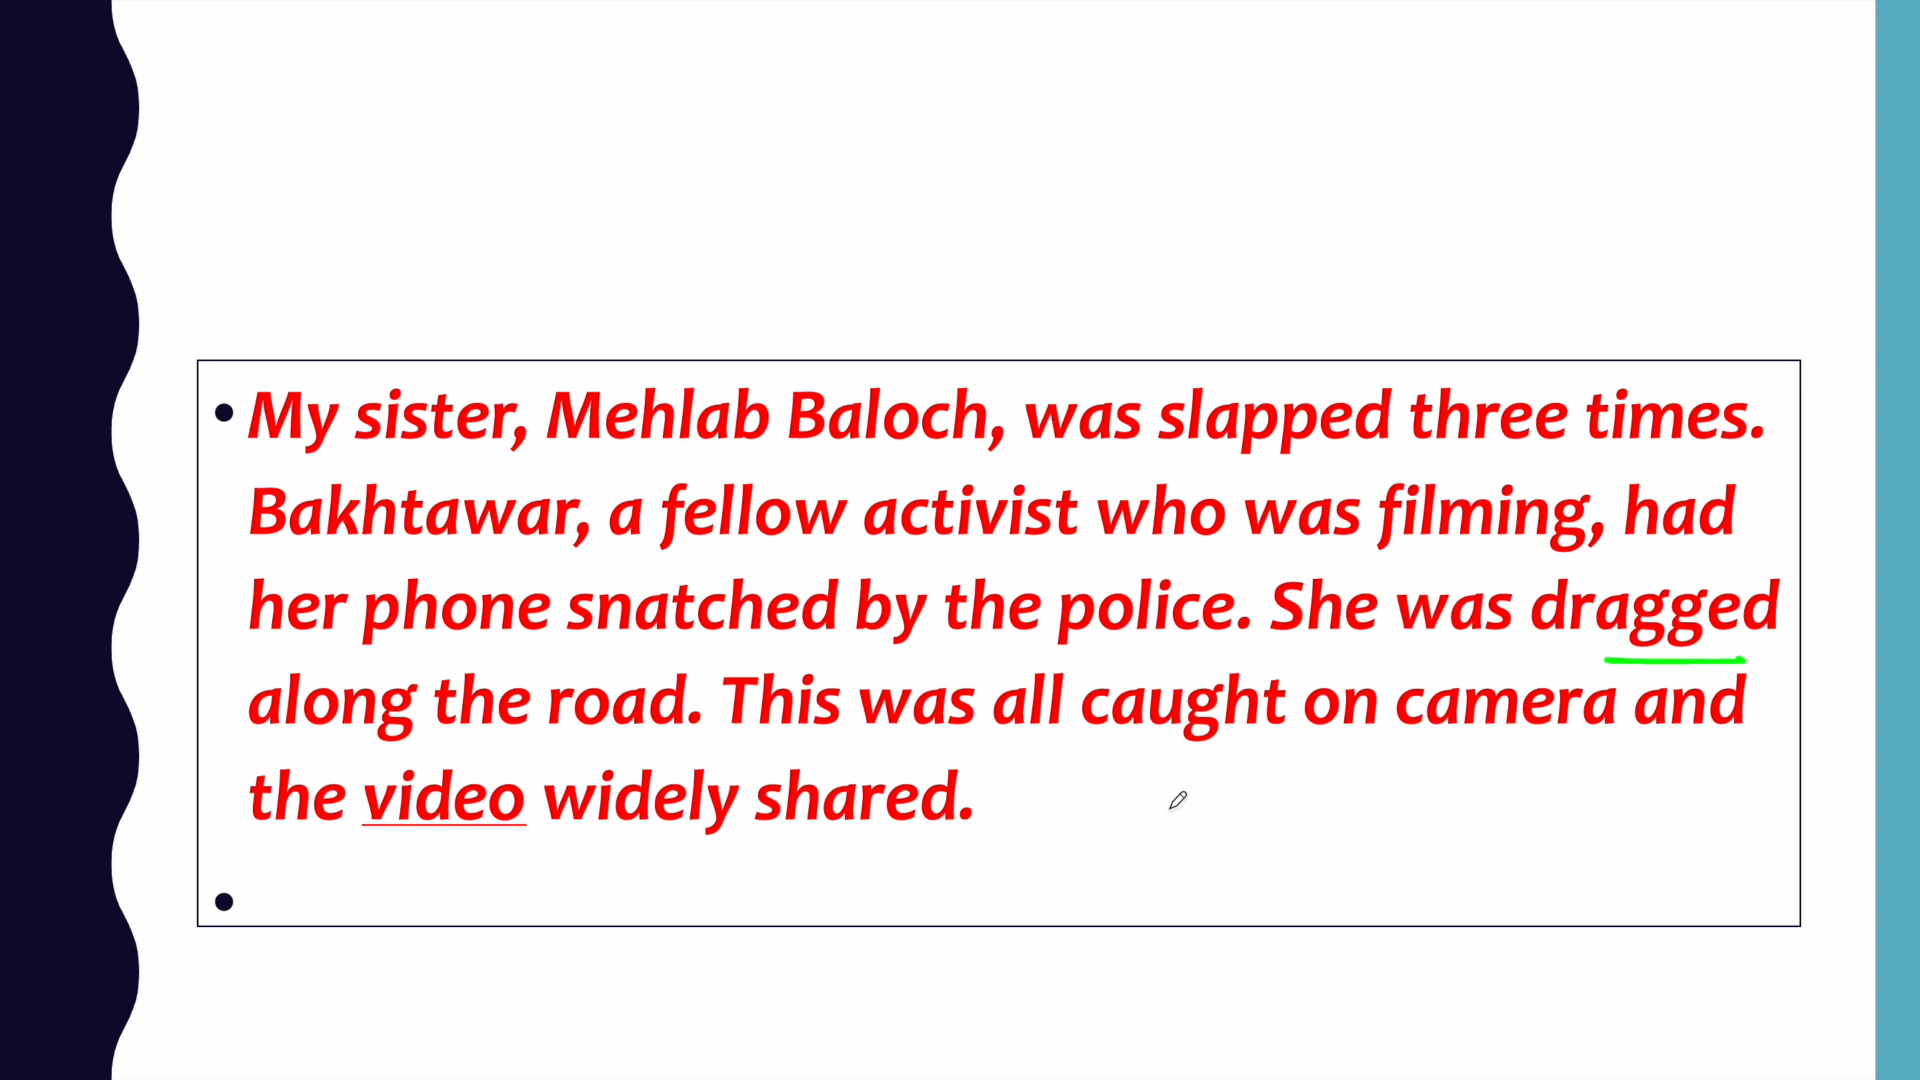 • My sister, Mehlab Baloch, was slapped three times.
Bakhtawar, a fellow activist who was filming, had
her phone snatched by the police. She was dragged
along the road. This was all caught on camera and
the video widely shared.
•